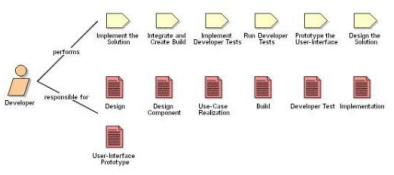 Implement the Solution
Integrate and Create Build
Implement Developer Tests
Run Developer Tests
Prototype the User-Interface
Design the Solution
performs
Developer
responsible for
Design
Design Component
Use-Case Realization
Build
Developer Test
Implementation
User-Interface Prototype